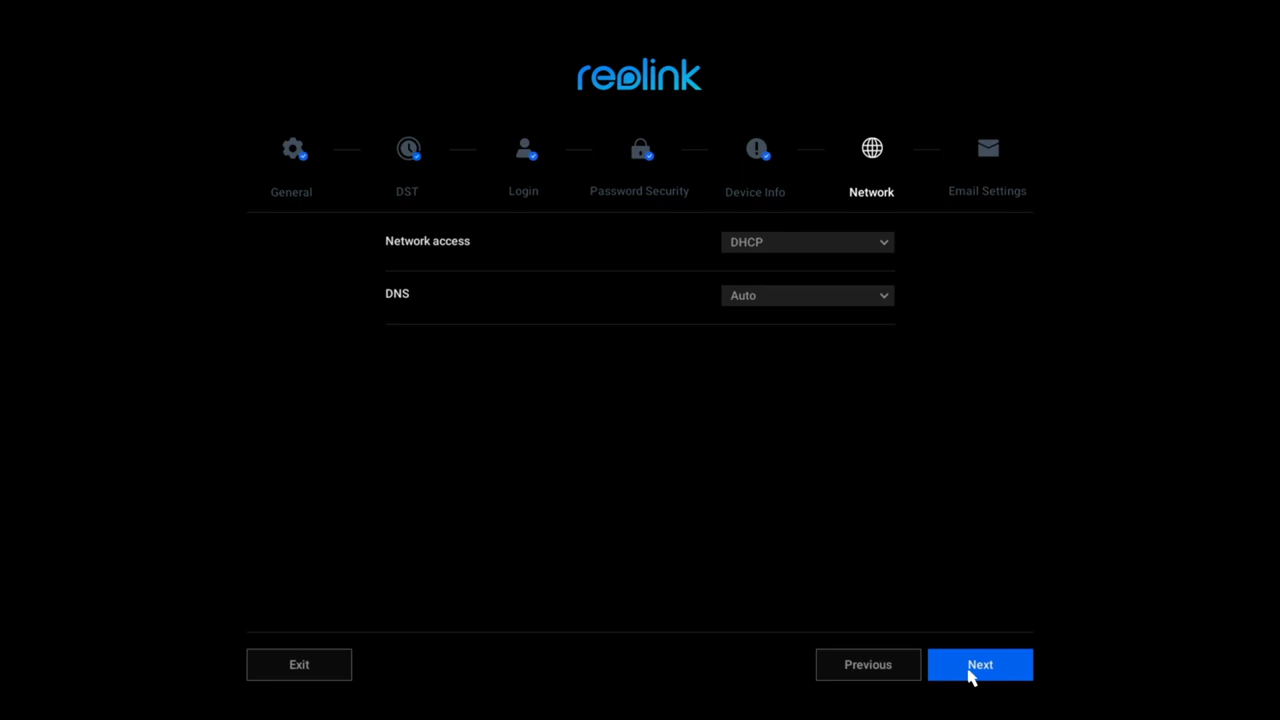 reolink
General DST Login Password Security Device Info Network Email Settings
Network access DHCP
DNS Auto
Exit Previous Next